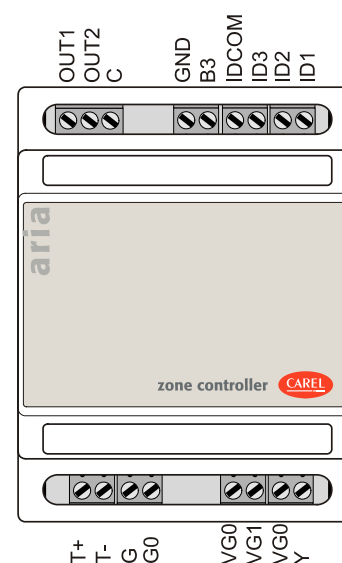 OUT1
OUT2
C
GND
B3
IDCOM
ID3
ID2
ID1
aria
zone controller CAREL
T+
T-
G
G0
VG0
VG1
VG0
Y